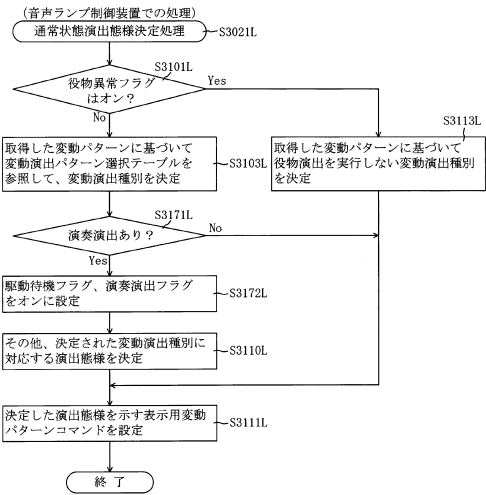 (音声ランプ制御装置での処理)
通常状態演出態様決定処理
S3021L
S3101L
役物異常フラグ
はオン?
Yes
No
S3113L
取得した変動パターンに基づいて
変動演出パターン選択テーブルを
参照して、変動演出種別を決定
S3103L
取得した変動パターンに基づいて
役物演出を実行しない変動演出種別
を決定
S3171L
演奏演出あり?
No
Yes
駆動待機フラグ、演奏演出フラグ
をオンに設定
S3172L
その他、決定された変動演出種別に
対応する演出態様を決定
S3110L
決定した演出態様を示す表示用変動
パターンコマンドを設定
S3111L
終了